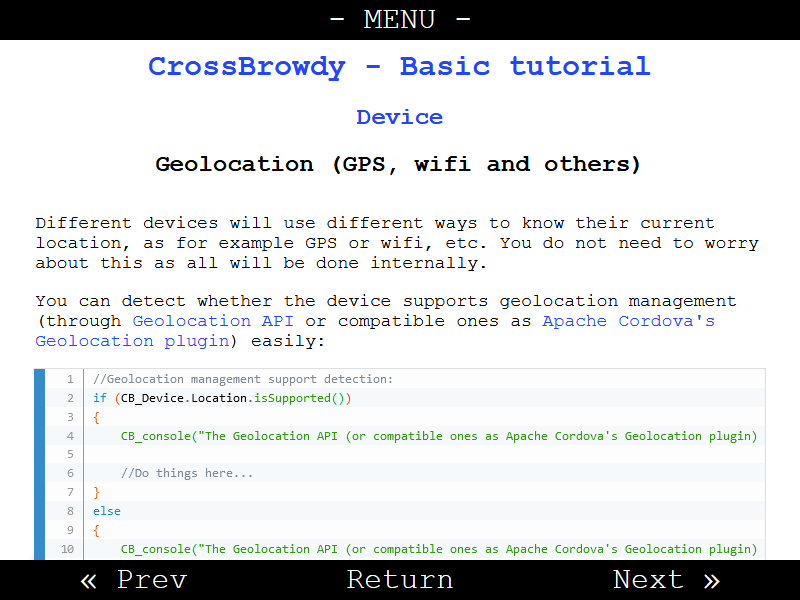 - MENU -
CrossBrowdy - Basic tutorial
Device
Geolocation (GPS, wifi and others)
Different devices will use different ways to know their current
location, as for example GPS or wifi, etc. You do not need to worry
about this as all will be done internally.
You can detect whether the device supports geolocation management
(through Geolocation API or compatible ones as Apache Cordova's
Geolocation plugin) easily:
1 //Geolocation management support detection:
2 if (CB_Device.Location.isSupported())
3 {
4 CB_console("The Geolocation API (or compatible ones as Apache Cordova's Geolocation plugin)
5
6 //Do things here...
7 }
8 else
9 {
10 CB_console("The Geolocation API (or compatible ones as Apache Cordova's Geolocation plugin)
« Prev Return Next »